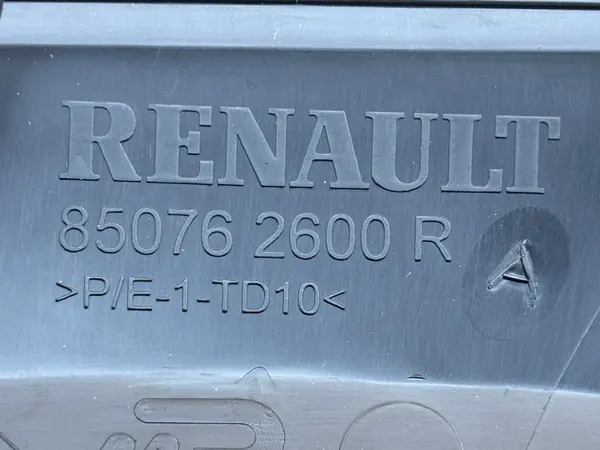 RENAULT
85076 2600 R
A
>P/E-1-TD10<